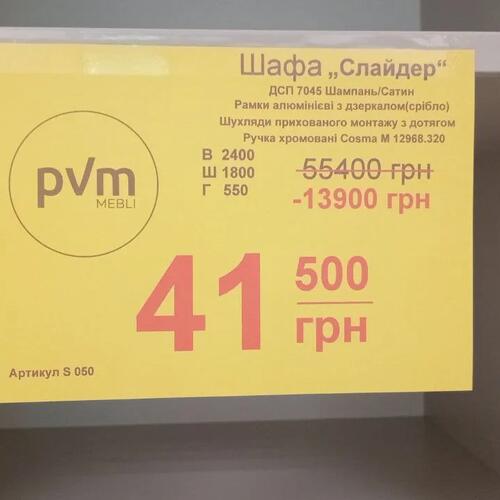 Шафа „Слайдер“
ДСП 7045 Шампань/Сатин
Рамки алюмінієві з дзеркалом(срібло)
Шухляди прихованого монтажу з дотягом
Ручка хромовані Cosma M 12968.320
В 2400
Ш 1800
Г 550
55400 грн
-13900 грн
pvm
MEBLI
41 500
грн
Артикул S 050